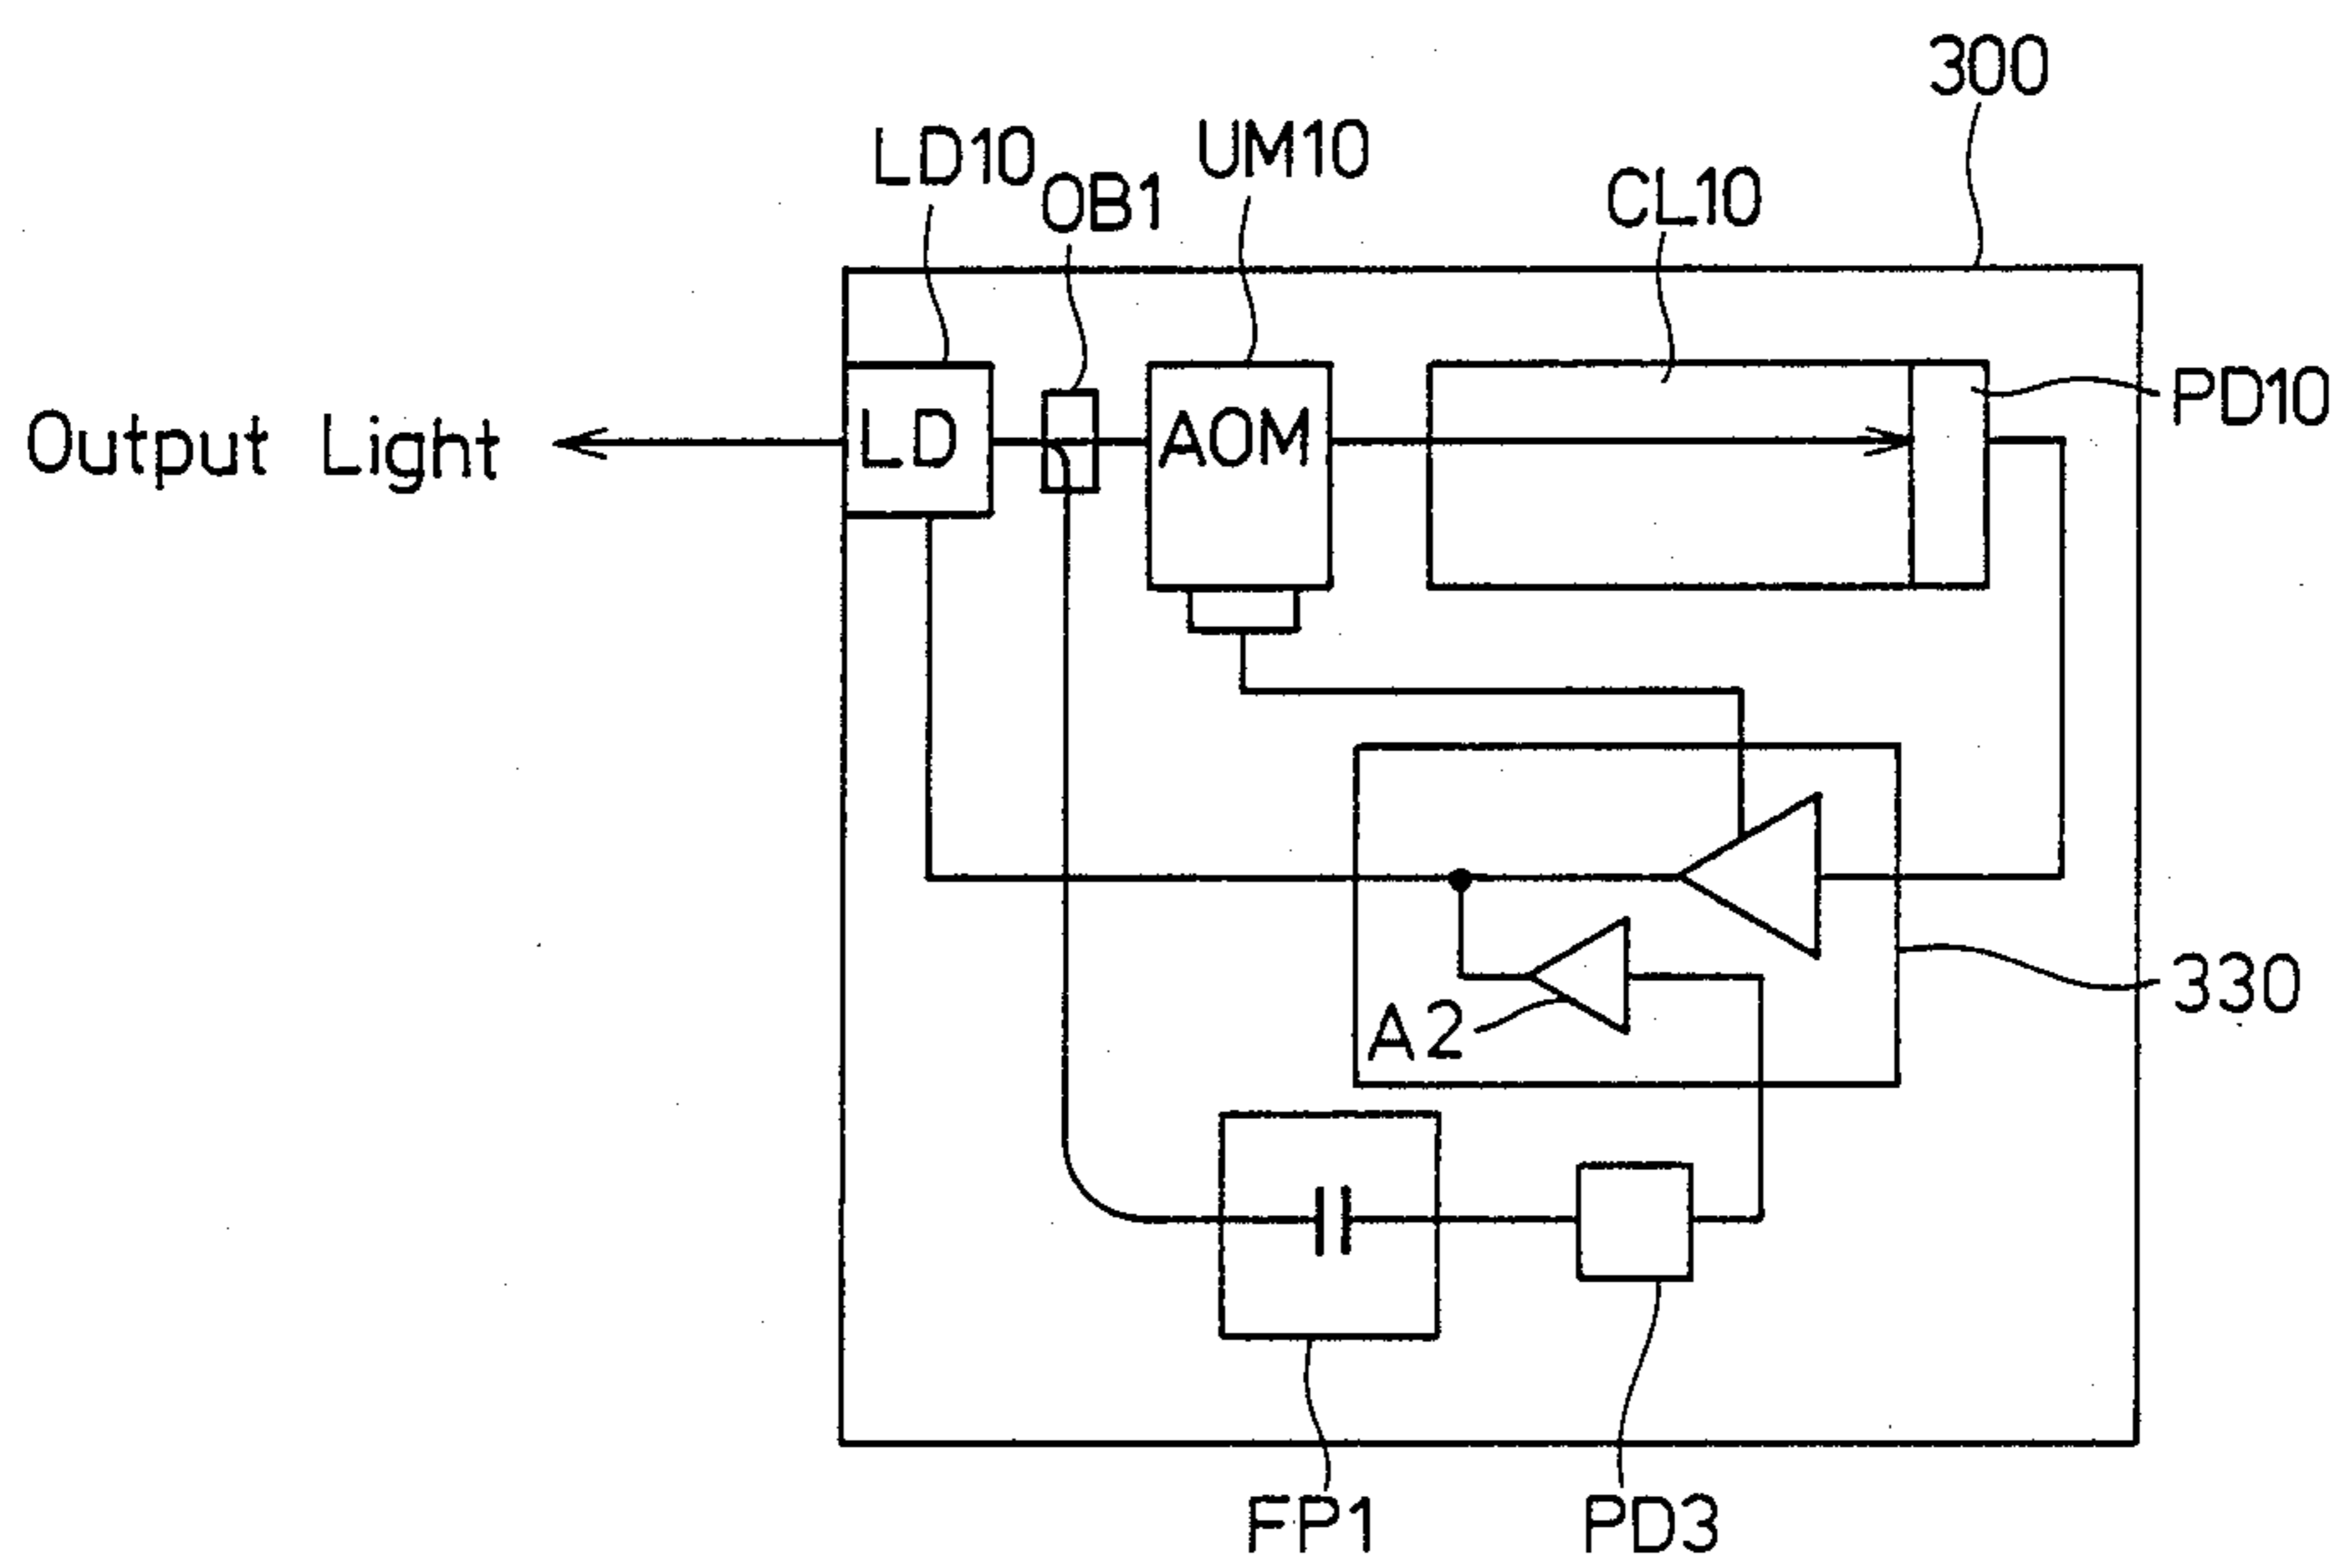 300
LD10
OB1
UM10
CL10
PD10
Output Light
LD
AOM
330
A2
FP1
PD3